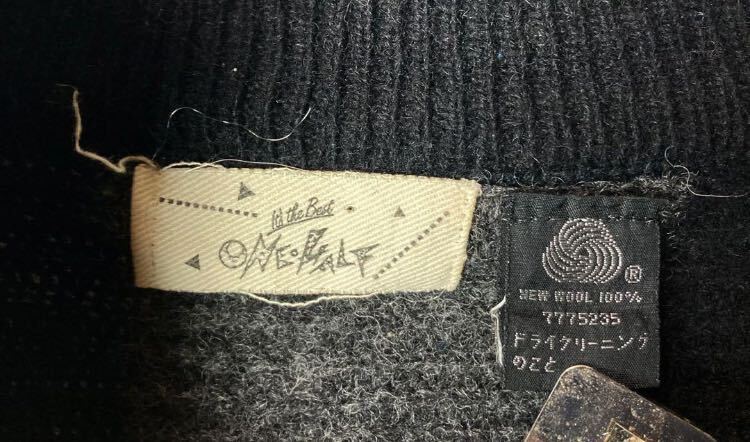 It's the Best
ONE・HALF
®
NEW WOOL 100%
7775235
ドライクリーニング
のこと